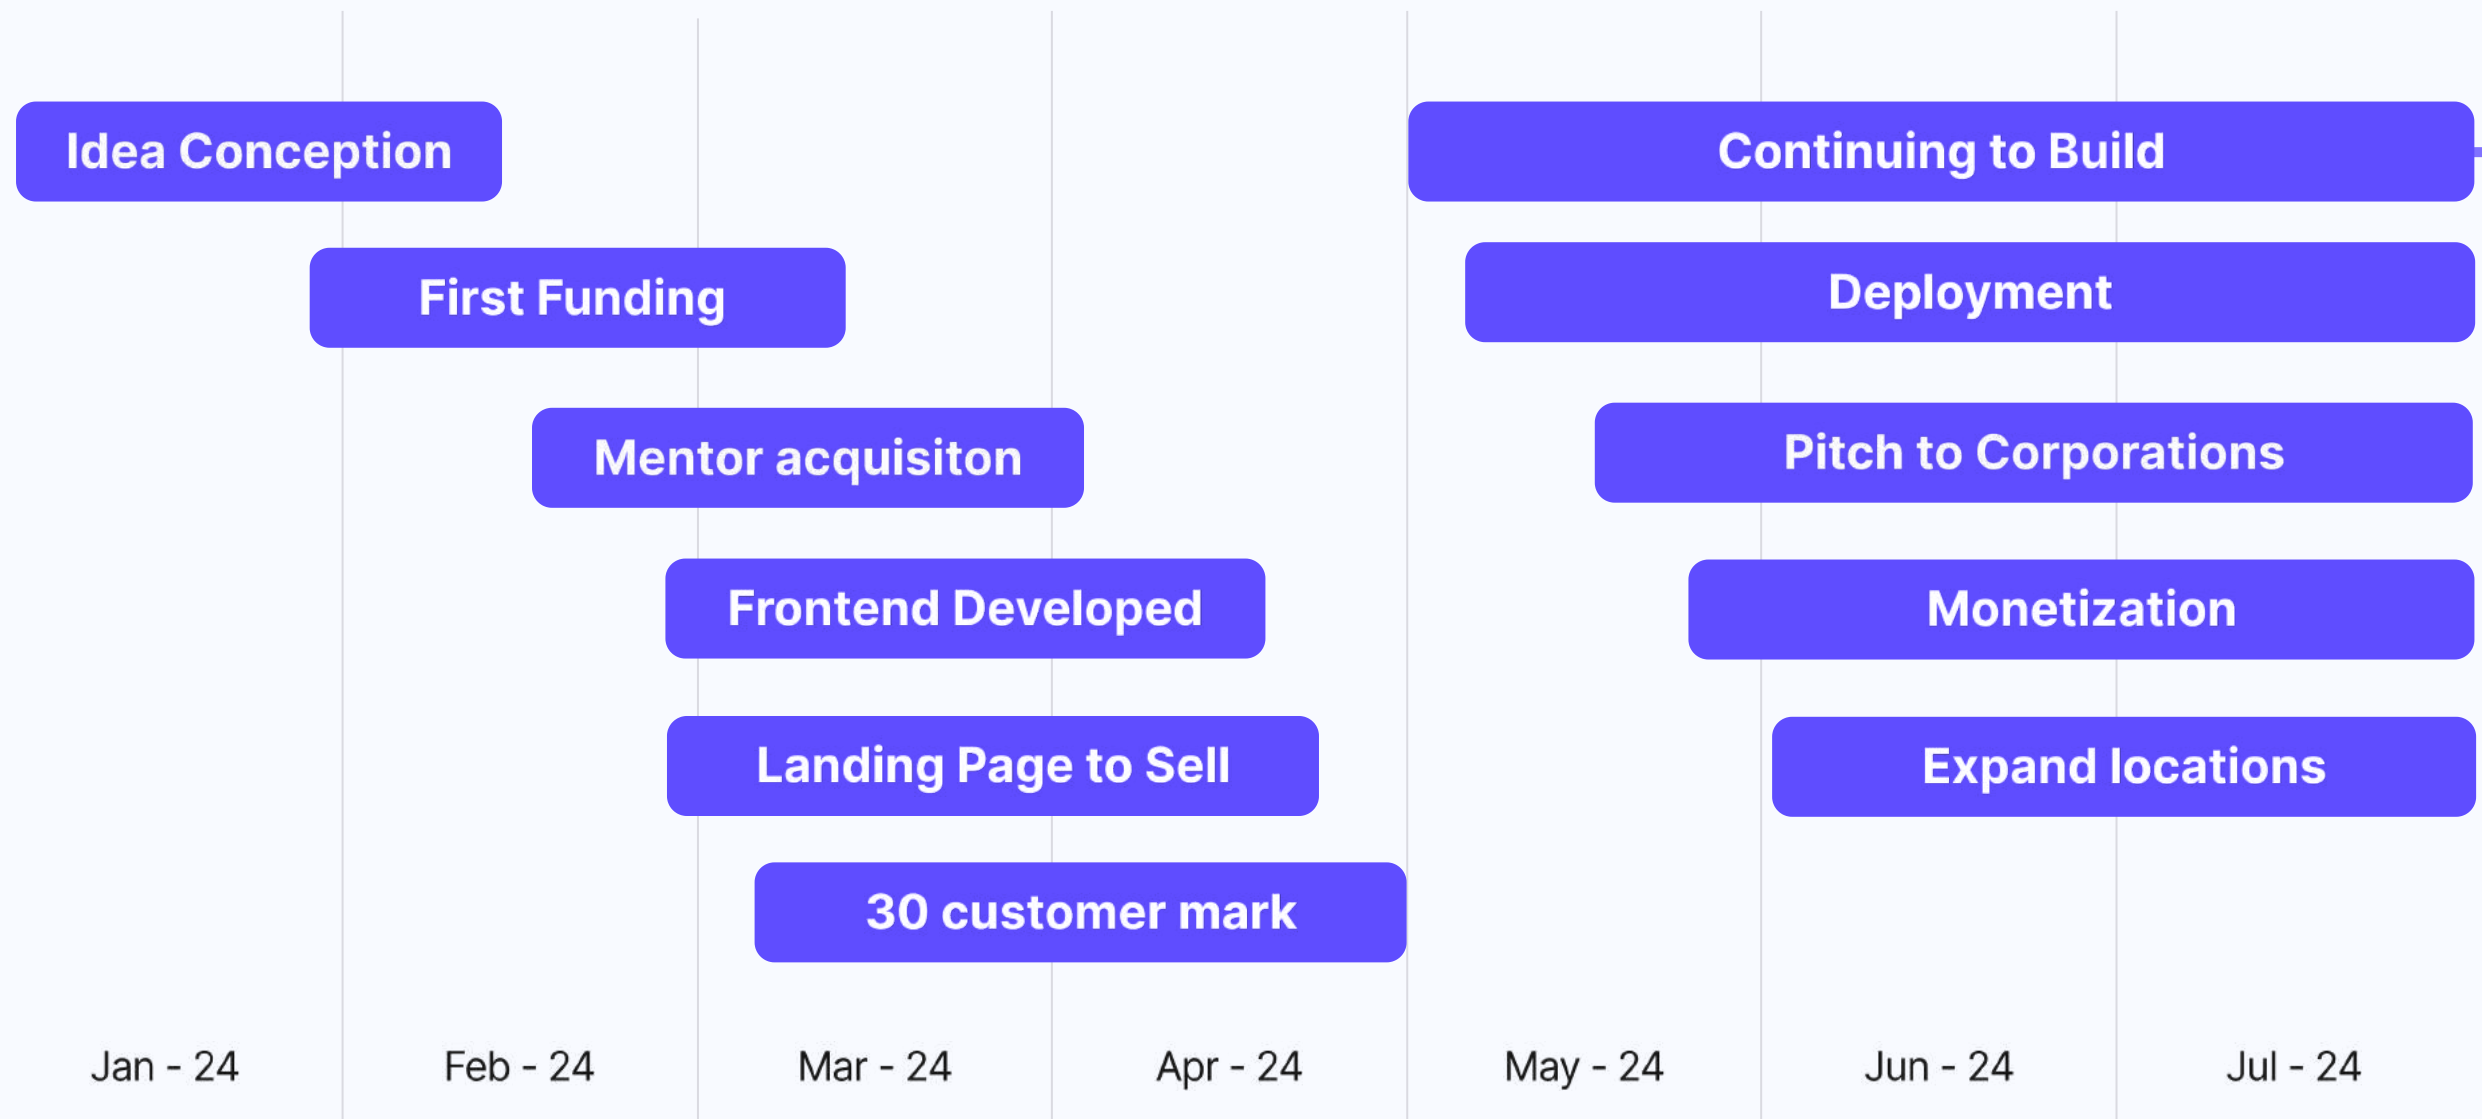 Idea Conception
Continuing to Build
First Funding
Deployment
Mentor acquisiton
Pitch to Corporations
Frontend Developed
Monetization
Landing Page to Sell
Expand locations
30 customer mark
Jan - 24
Feb - 24
Mar - 24
Apr - 24
May - 24
Jun - 24
Jul - 24